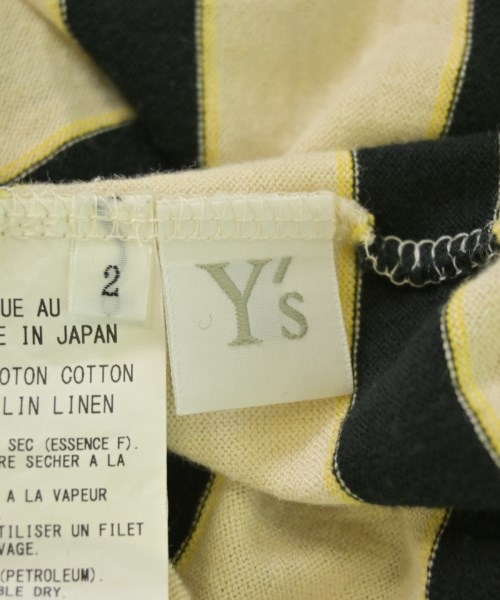 2
Y's
UE AU
E IN JAPAN
OTON COTTON
LIN LINEN
SEC (ESSENCE F).
RE SECHER A LA
A LA VAPEUR
TILISER UN FILET
VAGE.
(PETROLEUM).
BLE DRY.